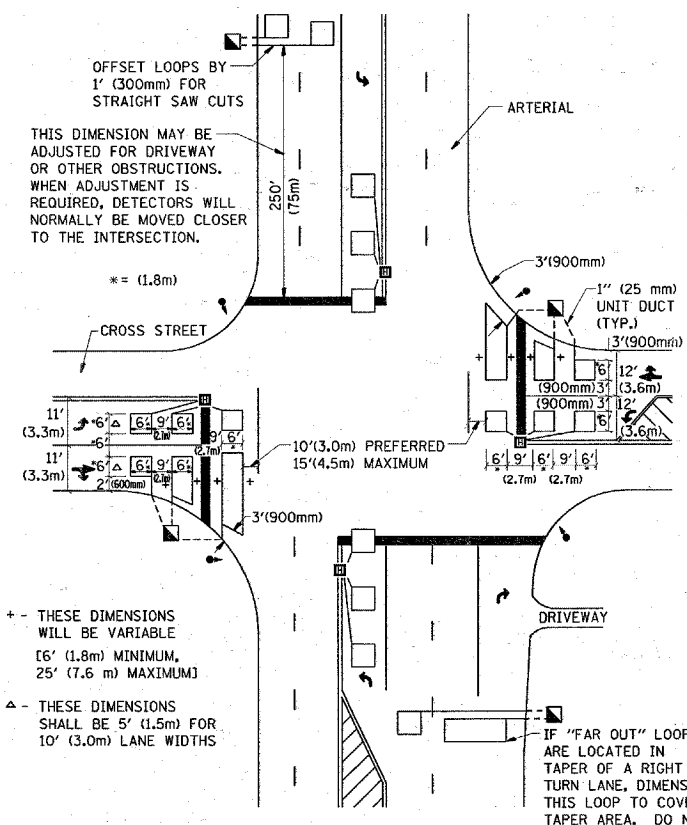 OFFSET LOOPS BY
1' (300mm) FOR
STRAIGHT SAW CUTS
THIS DIMENSION MAY BE
ADJUSTED FOR DRIVEWAY
OR OTHER OBSTRUCTIONS.
WHEN ADJUSTMENT IS
REQUIRED, DETECTORS WILL
NORMALLY BE MOVED CLOSER
TO THE INTERSECTION.
250'
(75m)
ARTERIAL
* = (1.8m)
3'(900mm)
1" (25 mm)
UNIT DUCT
(TYP.)
CROSS STREET
3'(900mm)
*6'
12'
(3.6m)
(900mm) 3'
(900mm) 3'
*6'
12'
(3.6m)
6' 9' 6' 9' 6'
* * *
(2.7m) (2.7m)
11'
(3.3m)
*6' △
6' 9' 6'
(2.7m)
*6'
9' 6'
(2.7m) *
11'
(3.3m)
*6' △
6' 9' 6'
(2.7m)
2' (600mm)
10'(3.0m) PREFERRED
15'(4.5m) MAXIMUM
3'(900mm)
+ - THESE DIMENSIONS
WILL BE VARIABLE
[6' (1.8m) MINIMUM,
25' (7.6 m) MAXIMUM]
△ - THESE DIMENSIONS
SHALL BE 5' (1.5m) FOR
10' (3.0m) LANE WIDTHS
DRIVEWAY
IF "FAR OUT" LOOP
ARE LOCATED IN
TAPER OF A RIGHT
TURN LANE, DIMENS
THIS LOOP TO COVE
TAPER AREA. DO N